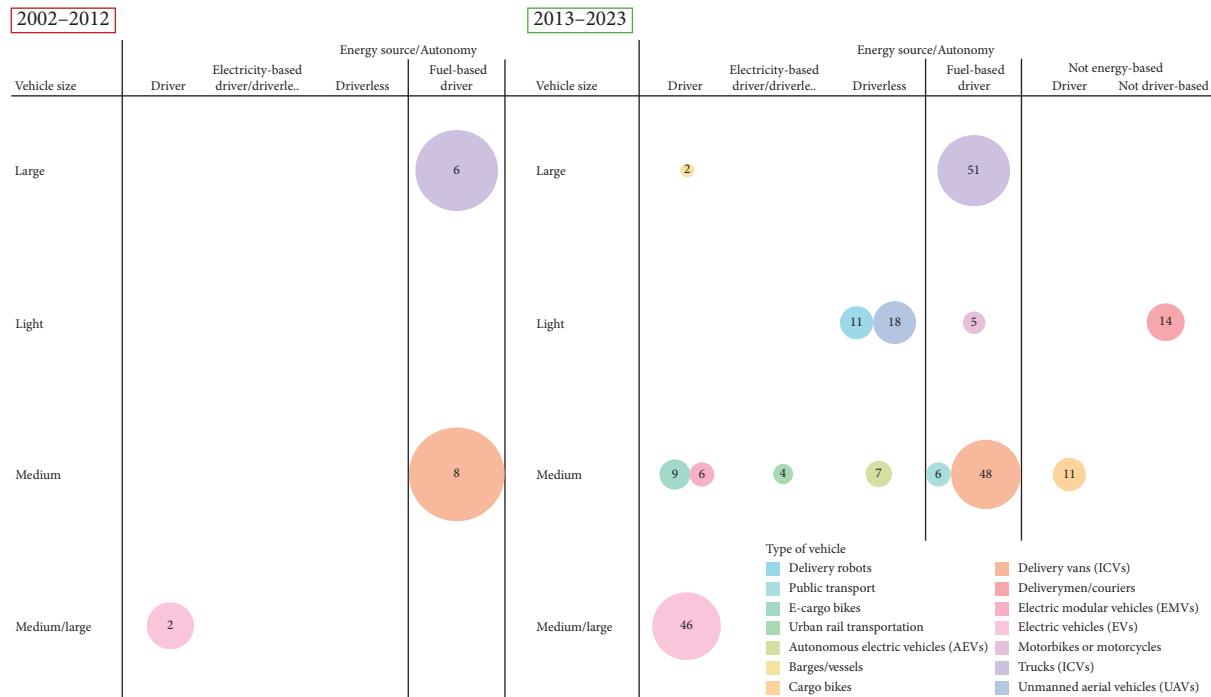 2002–2012
Energy source/Autonomy
Electricity-based
Fuel-based
Vehicle size
Driver
driver/driverle..
Driverless
driver
Large
6
Light
Medium
8
Medium/large
2
2013–2023
Energy source/Autonomy
Electricity-based
Fuel-based
Not energy-based
Vehicle size
Driver
driver/driverle..
Driverless
driver
Driver
Not driver-based
Large
2
51
Light
11
18
5
14
Medium
9
6
4
7
6
48
11
Medium/large
46
Type of vehicle
Delivery robots
Public transport
E-cargo bikes
Urban rail transportation
Autonomous electric vehicles (AEVs)
Barges/vessels
Cargo bikes
Delivery vans (ICVs)
Deliverymen/couriers
Electric modular vehicles (EMVs)
Electric vehicles (EVs)
Motorbikes or motorcycles
Trucks (ICVs)
Unmanned aerial vehicles (UAVs)